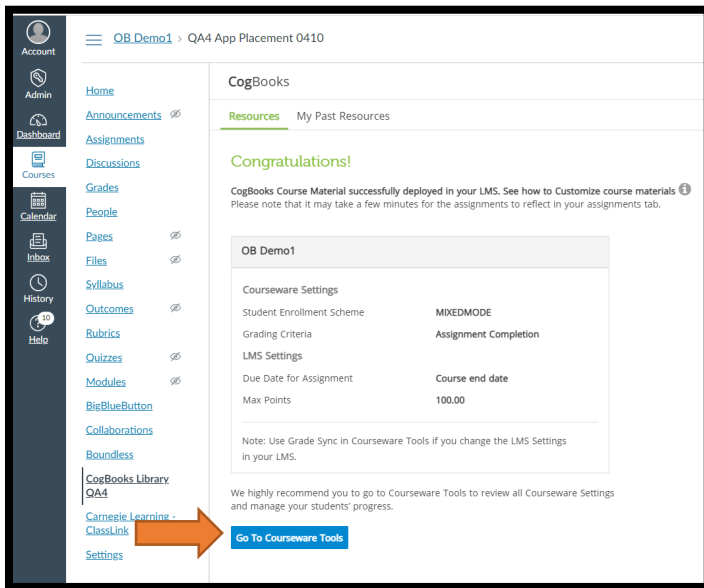 Account
Admin
Dashboard
Courses
Calendar
Inbox
History
10
Help
OB Demo1 > QA4 App Placement 0410
Home
Announcements
Assignments
Discussions
Grades
People
Pages
Files
Syllabus
Outcomes
Rubrics
Quizzes
Modules
BigBlueButton
Collaborations
Boundless
CogBooks Library
QA4
Carnegie Learning -
ClassLink
Settings
CogBooks
Resources My Past Resources
Congratulations!
CogBooks Course Material successfully deployed in your LMS. See how to Customize course materials
Please note that it may take a few minutes for the assignments to reflect in your assignments tab.
OB Demo1
Courseware Settings
Student Enrollment Scheme MIXEDMODE
Grading Criteria Assignment Completion
LMS Settings
Due Date for Assignment Course end date
Max Points 100.00
Note: Use Grade Sync in Courseware Tools if you change the LMS Settings
in your LMS.
We highly recommend you to go to Courseware Tools to review all Courseware Settings
and manage your students' progress.
Go To Courseware Tools